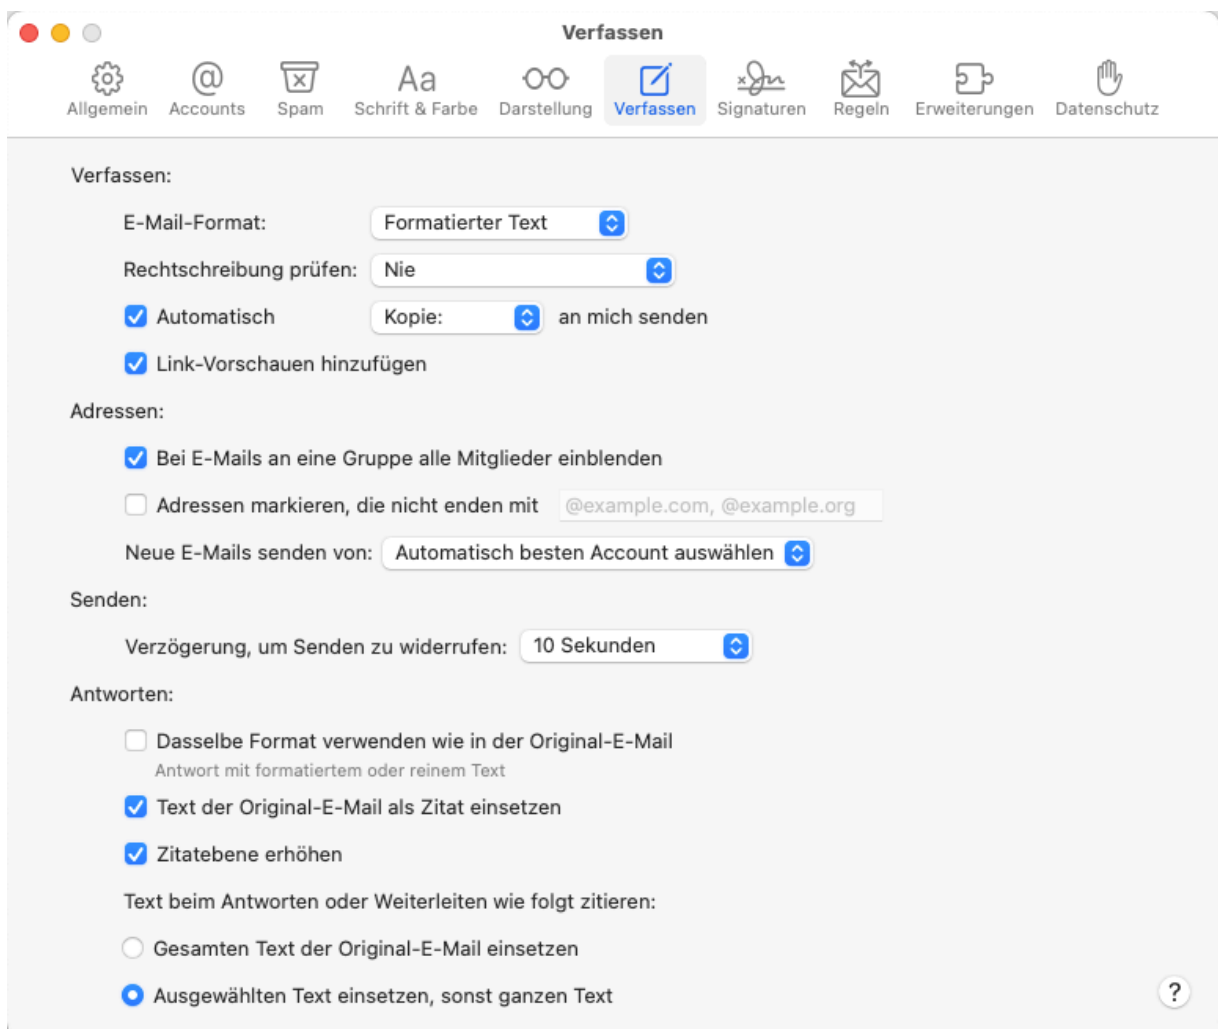 Verfassen
Allgemein Accounts Spam Schrift & Farbe Darstellung Verfassen Signaturen Regeln Erweiterungen Datenschutz
Verfassen:
E-Mail-Format: Formatierter Text
Rechtschreibung prüfen: Nie
Automatisch Kopie: an mich senden
Link-Vorschauen hinzufügen
Adressen:
Bei E-Mails an eine Gruppe alle Mitglieder einblenden
Adressen markieren, die nicht enden mit @example.com, @example.org
Neue E-Mails senden von: Automatisch besten Account auswählen
Senden:
Verzögerung, um Senden zu widerrufen: 10 Sekunden
Antworten:
Dasselbe Format verwenden wie in der Original-E-Mail
Antwort mit formatiertem oder reinem Text
Text der Original-E-Mail als Zitat einsetzen
Zitatebene erhöhen
Text beim Antworten oder Weiterleiten wie folgt zitieren:
Gesamten Text der Original-E-Mail einsetzen
Ausgewählten Text einsetzen, sonst ganzen Text
?